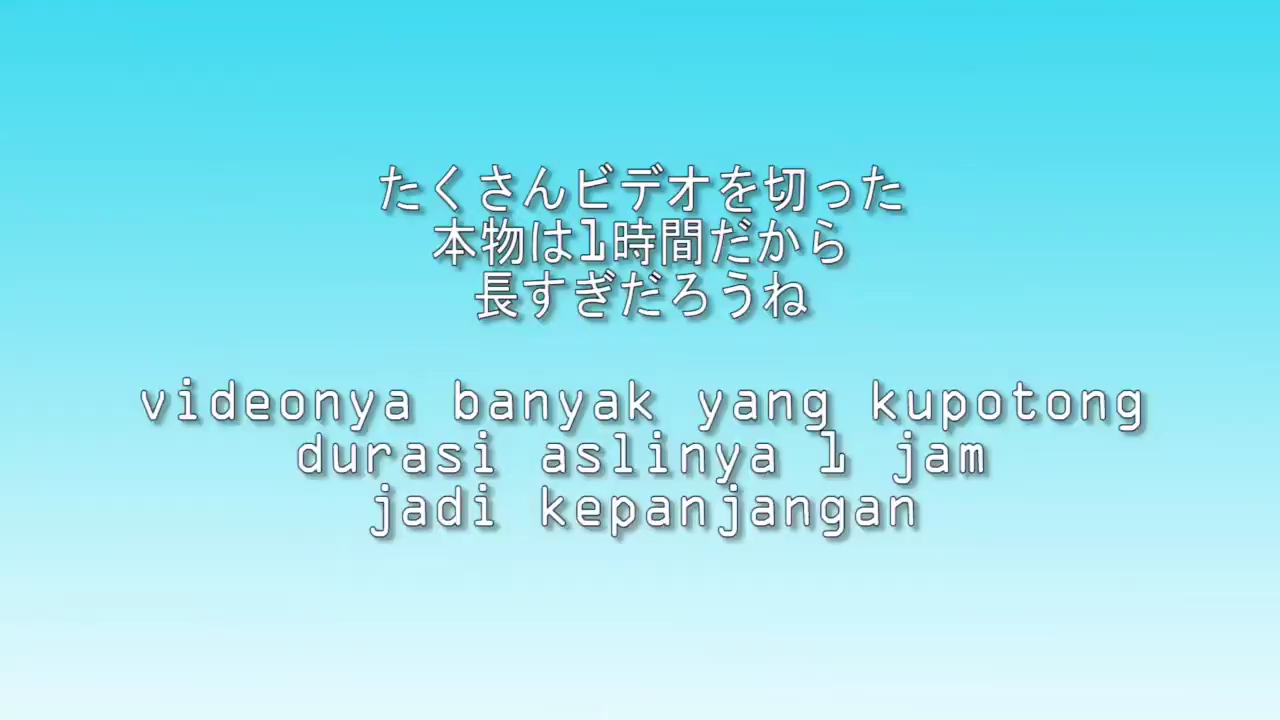 たくさんビデオを切った
本物は1時間だから
長すぎだろうね
videonya banyak yang kupotong
durasi aslinya 1 jam
jadi kepanjangan